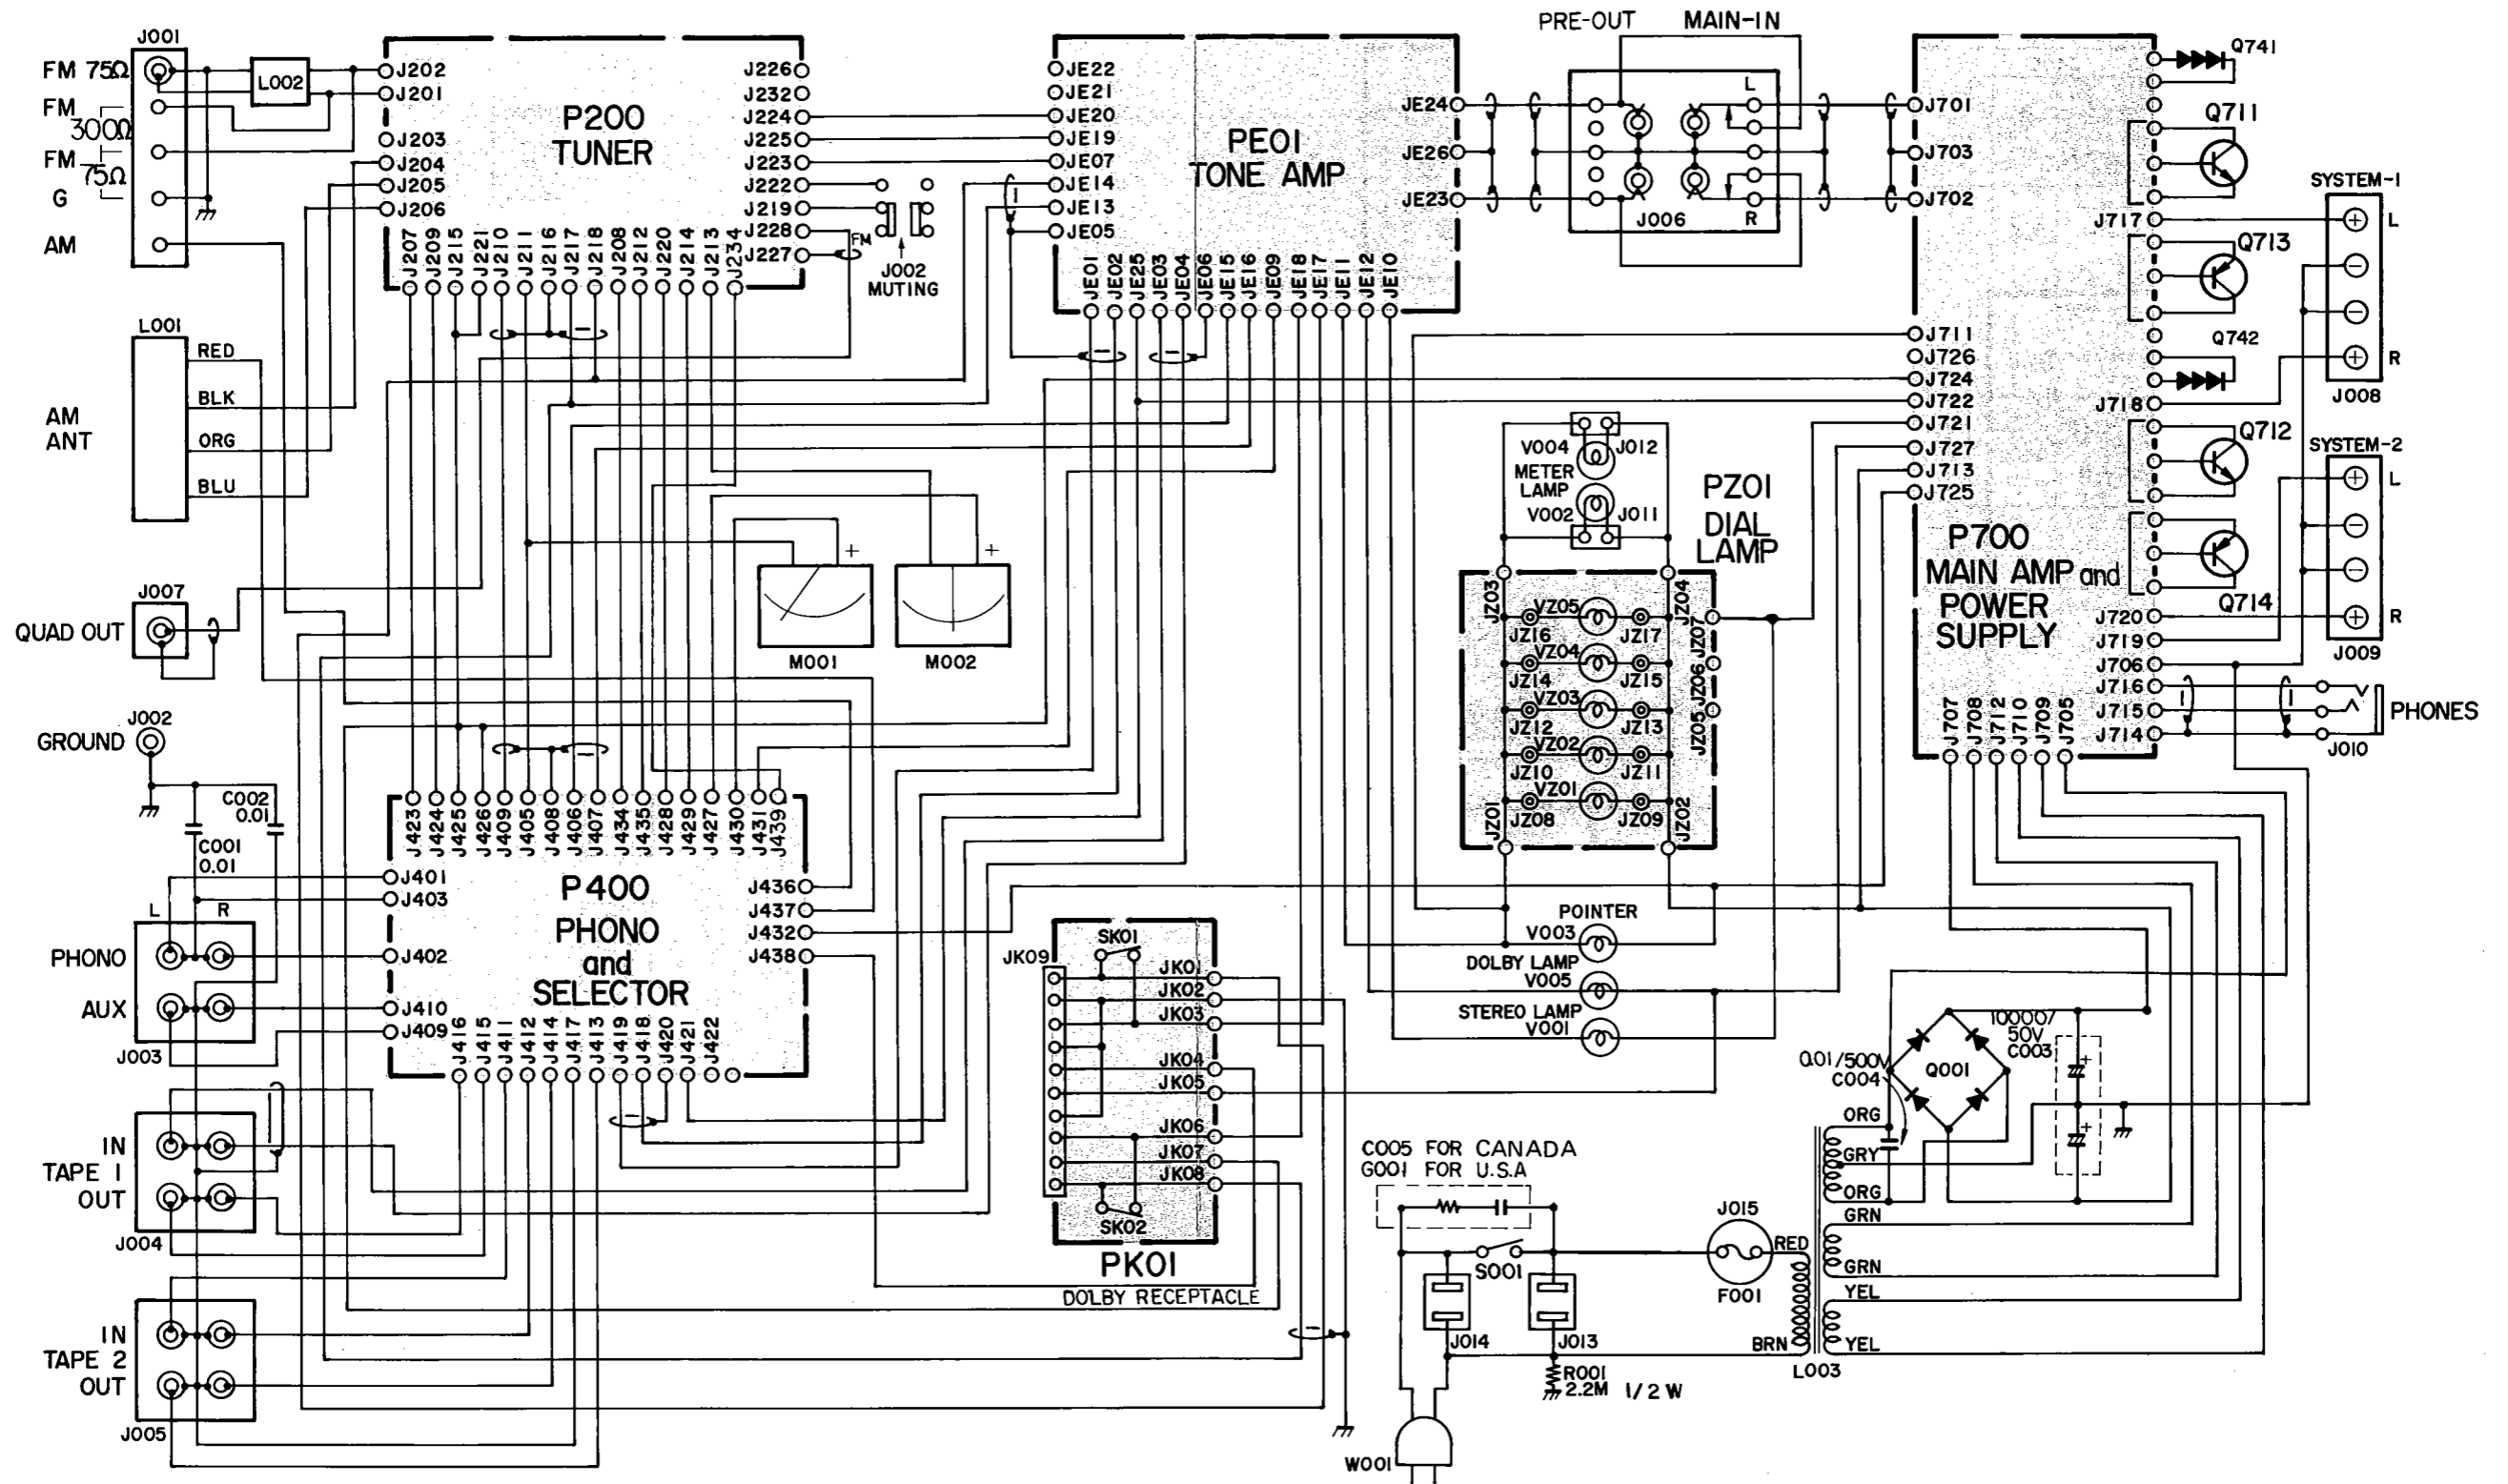 J001
FM 75Ω
FM
300Ω
FM
75Ω
G
AM
L002
J202
J201
J203
J204
J205
J206
P200
TUNER
J226
J232
J224
J225
J223
J222
J219
J228
J227
J207
J209
J215
J221
J210
J211
J216
J217
J218
J208
J212
J220
J214
J213
J234
FM
J002
MUTING
L001
RED
BLK
ORG
BLU
AM
ANT
J007
QUAD OUT
J002
GROUND
C002
0.01
C001
0.01
M001
+
M002
+
JE22
JE21
JE20
JE19
JE07
JE14
JE13
JE05
PE01
TONE AMP
JE24
JE26
JE23
JE01
JE02
JE25
JE03
JE04
JE06
JE15
JE16
JE09
JE18
JE17
JE11
JE12
JE10
PRE-OUT
MAIN-IN
L
J006
R
J701
J703
J702
J711
J726
J724
J722
J721
J727
J713
J725
P700
MAIN AMP and
POWER
SUPPLY
Q741
Q711
J717
Q713
Q742
J718
Q712
Q714
J720
J719
J706
J716
J715
J714
J707
J708
J712
J710
J709
J705
SYSTEM-1
+ L
−
−
+ R
J008
SYSTEM-2
+ L
−
−
+ R
J009
PHONES
J010
V004
J012
METER
LAMP
V002
J011
PZ01
DIAL
LAMP
JZ03
JZ04
VZ05
JZ16
JZ17
JZ07
VZ04
JZ14
JZ15
JZ06
VZ03
JZ12
JZ13
JZ05
VZ02
JZ10
JZ11
VZ01
JZ08
JZ09
JZ01
JZ02
POINTER
V003
DOLBY LAMP
V005
STEREO LAMP
V001
J423
J424
J425
J426
J409
J405
J408
J406
J407
J434
J435
J428
J429
J427
J430
J431
J439
J401
J403
J402
J410
J409
P400
PHONO
and
SELECTOR
J436
J437
J432
J438
J416
J415
J411
J412
J414
J417
J413
J419
J418
J420
J421
J422
L
R
PHONO
AUX
J003
IN
TAPE 1
OUT
J004
IN
TAPE 2
OUT
J005
JK09
SK01
JK01
JK02
JK03
JK04
JK05
JK06
JK07
JK08
SK02
PK01
DOLBY RECEPTACLE
C005 FOR CANADA
G001 FOR U.S.A
S001
J014
J013
R001
2.2M 1/2 W
W001
J015
F001
RED
BRN
L003
ORG
GRY
ORG
GRN
GRN
YEL
YEL
0.01/500V
C004
Q001
10000/
50V
C003
+
+